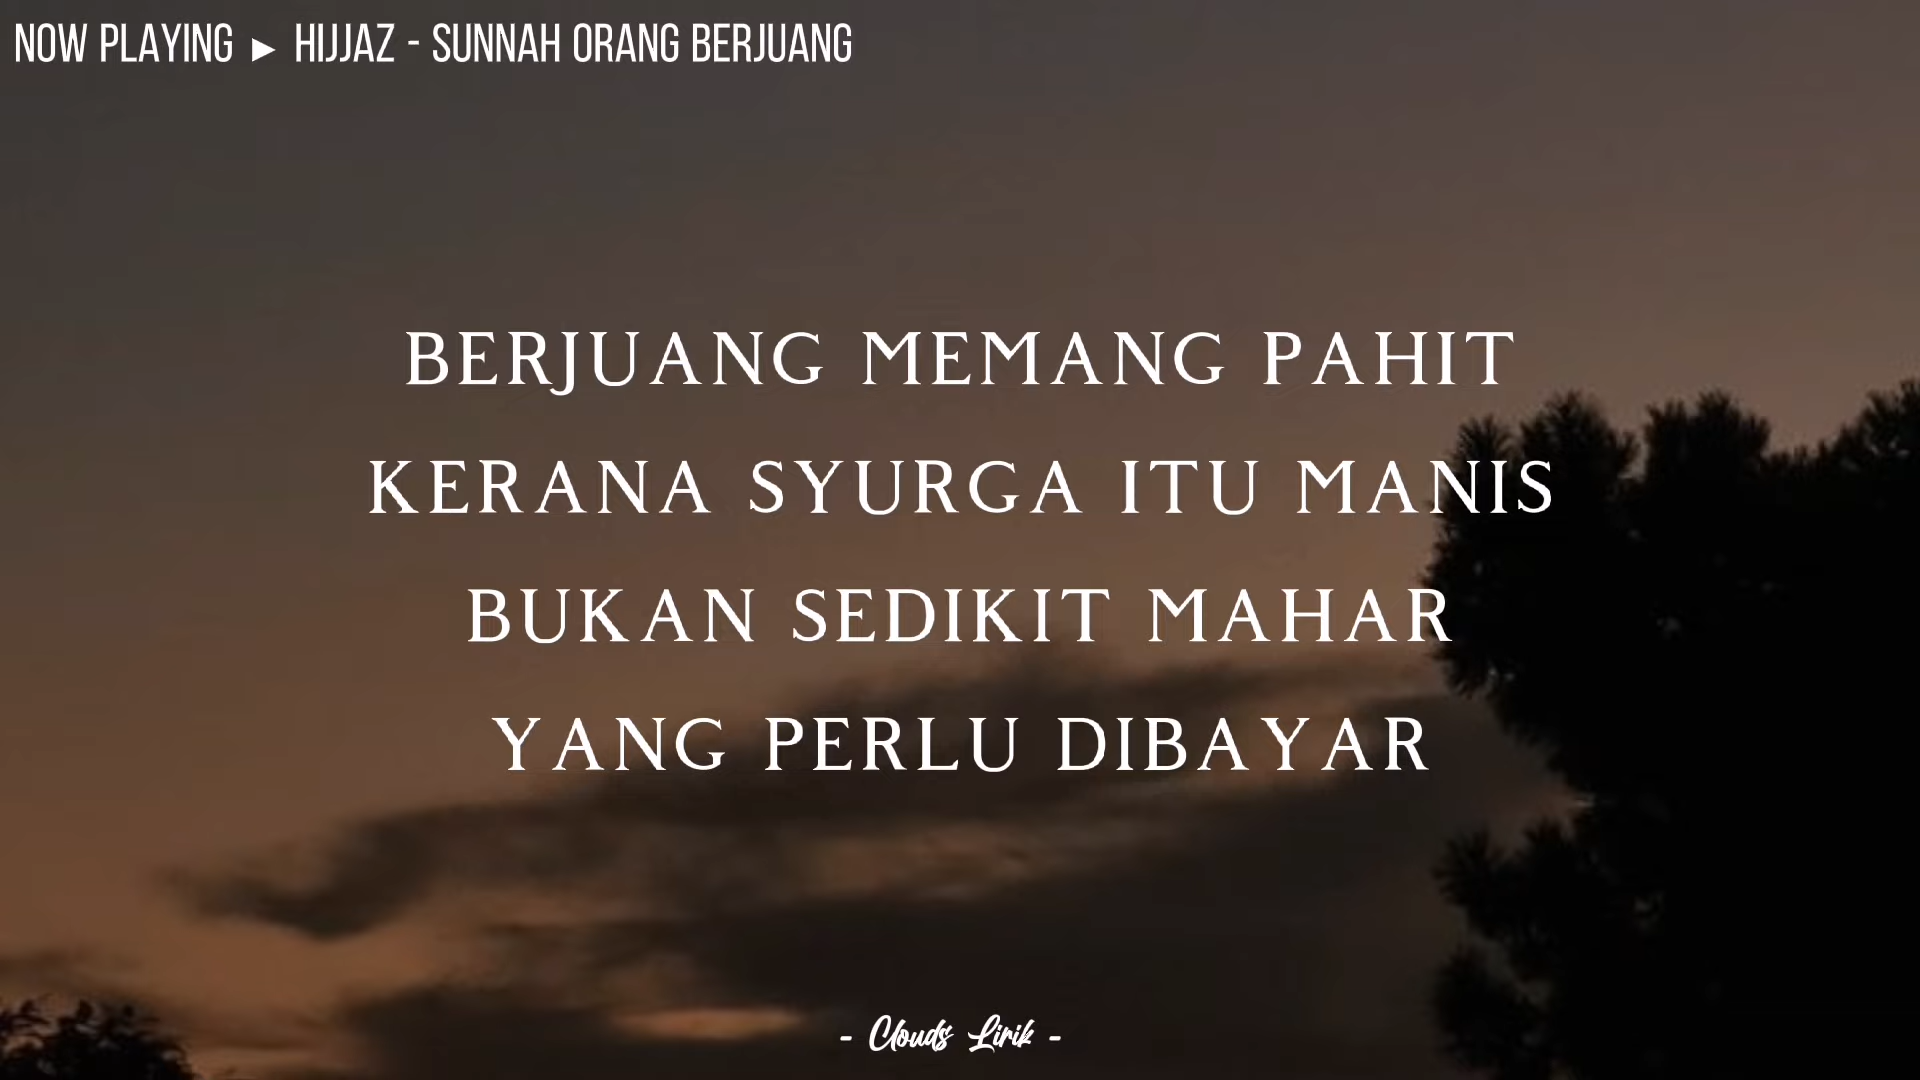 NOW PLAYING ► HIJJAZ - SUNNAH ORANG BERJUANG
BERJUANG MEMANG PAHIT
KERANA SYURGA ITU MANIS
BUKAN SEDIKIT MAHAR
YANG PERLU DIBAYAR
- Clouds Lirik -